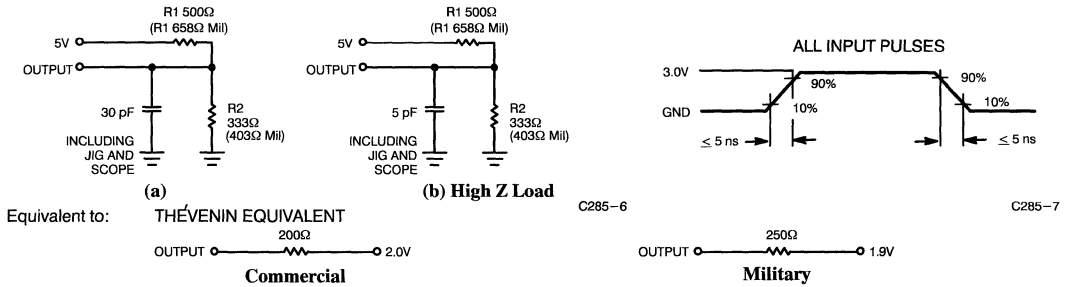 R1 500Ω
(R1 658Ω Mil)
5V
OUTPUT
30 pF
R2
333Ω
(403Ω Mil)
INCLUDING
JIG AND
SCOPE
(a)
R1 500Ω
(R1 658Ω Mil)
5V
OUTPUT
5 pF
R2
333Ω
(403Ω Mil)
INCLUDING
JIG AND
SCOPE
(b) High Z Load
C285-6
ALL INPUT PULSES
3.0V
90%
90%
GND
10%
10%
≤ 5 ns
≤ 5 ns
C285-7
Equivalent to: THÉVENIN EQUIVALENT
200Ω
OUTPUT 2.0V
Commercial
250Ω
OUTPUT 1.9V
Military